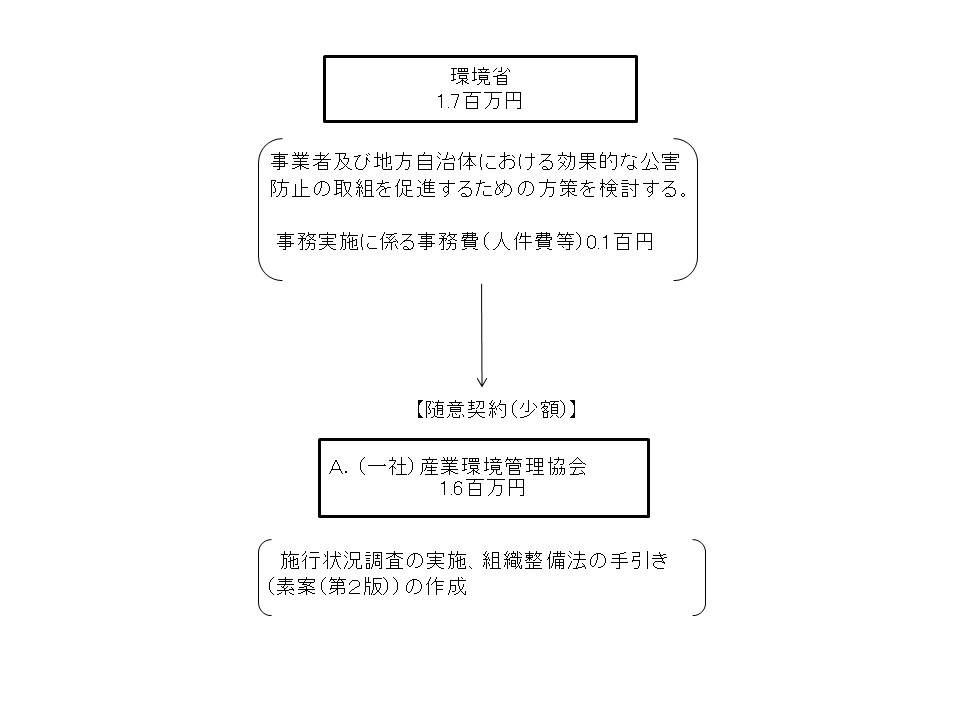 環境省
1.7百万円
事業者及び地方自治体における効果的な公害
防止の取組を促進するための方策を検討する。
事務実施に係る事務費(人件費等)0.1百円
【随意契約(少額)】
A. (一社)産業環境管理協会
1.6百万円
施行状況調査の実施、組織整備法の手引き
(素案(第2版))の作成